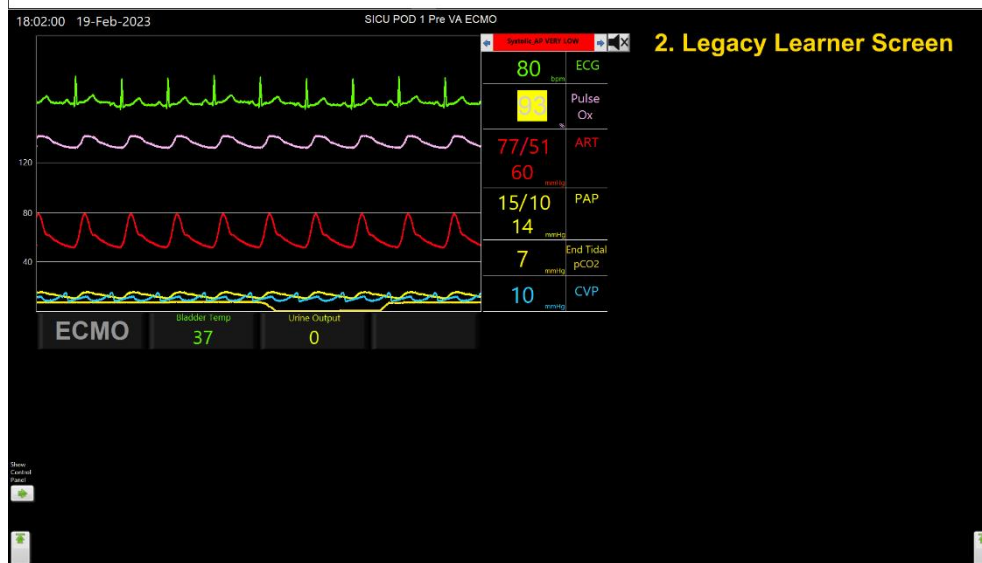 18:02:00 19-Feb-2023
SICU POD 1 Pre VA ECMO
Systemic_AP VERY LOW
2. Legacy Learner Screen
80 bpm ECG
93 % Pulse Ox
77/51 ART
60 mmHg
15/10 PAP
14 mmHg
7 mmHg End Tidal pCO2
10 mmHg CVP
120
80
40
ECMO
Bladder Temp
37
Urine Output
0
Show
Control
Panel